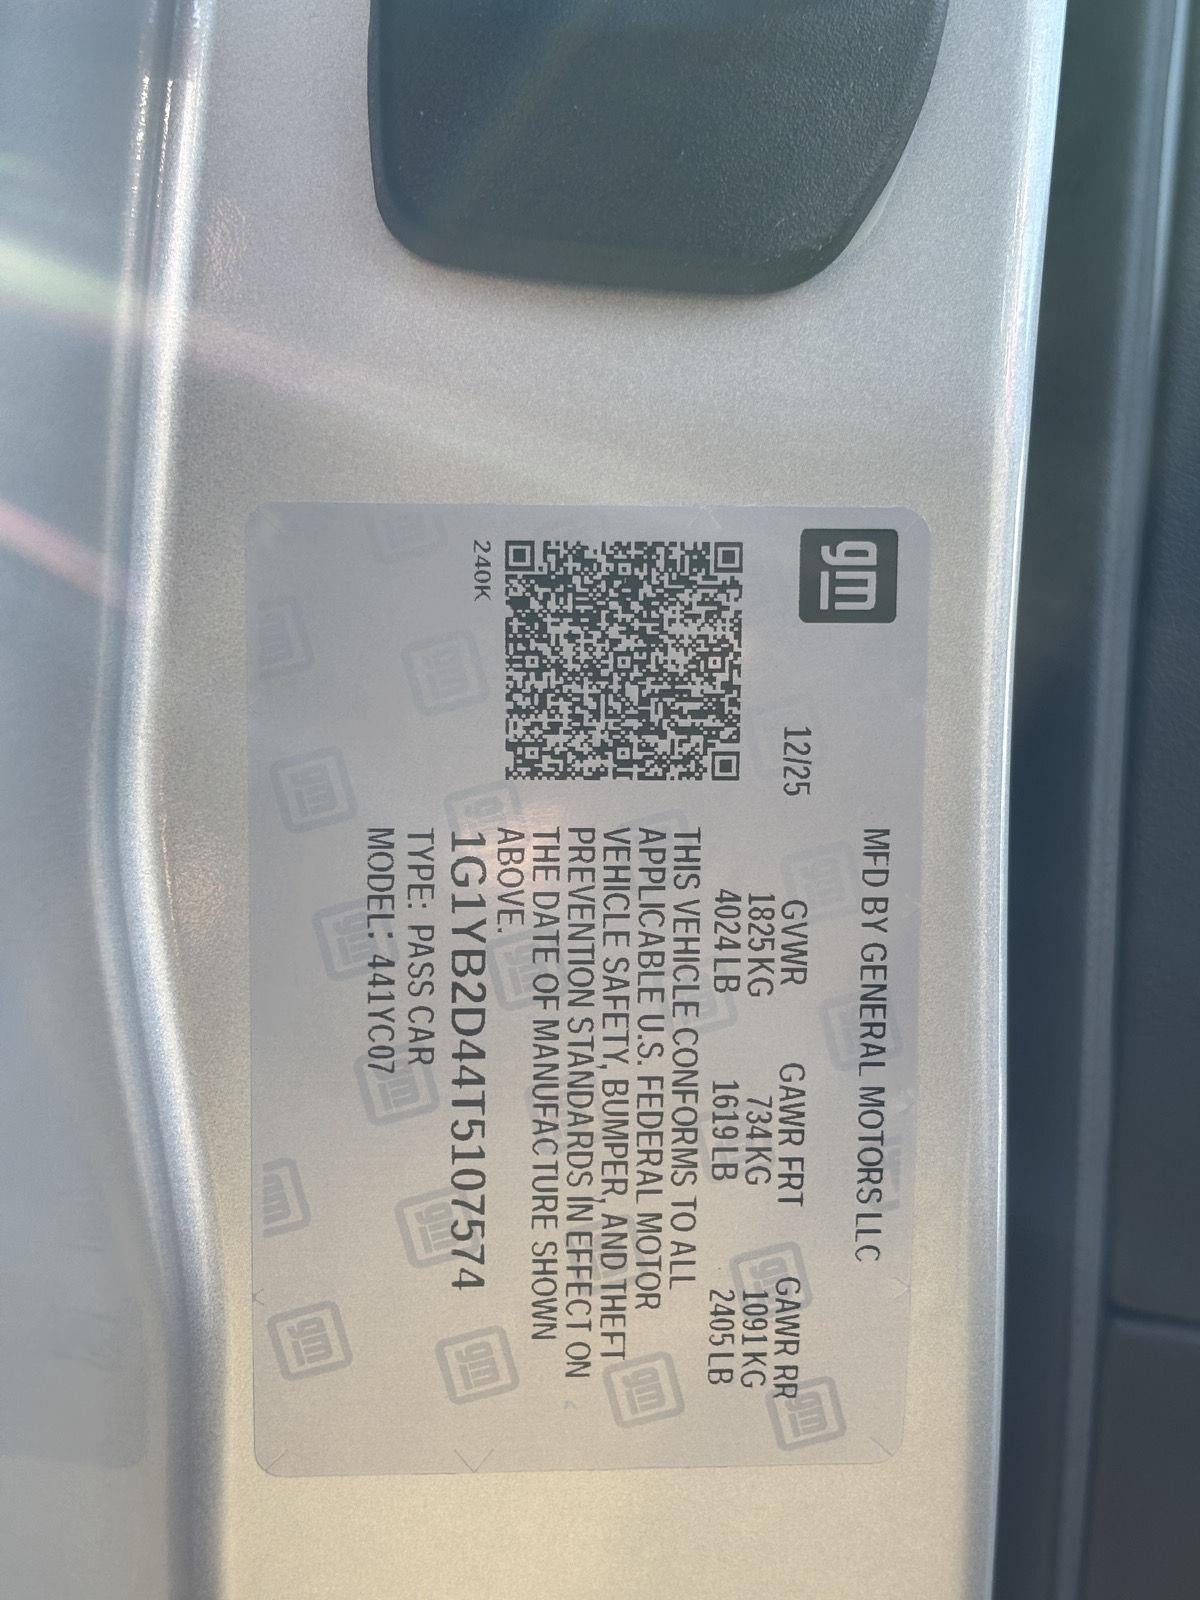 gm
MFD BY GENERAL MOTORS LLC
12/25
GVWR GAWR FRT GAWR RR
1825KG 734KG 1091KG
4024LB 1619LB 2405LB
THIS VEHICLE CONFORMS TO ALL
APPLICABLE U.S. FEDERAL MOTOR
VEHICLE SAFETY, BUMPER, AND THEFT
PREVENTION STANDARDS IN EFFECT ON
THE DATE OF MANUFACTURE SHOWN
ABOVE.
1G1YB2D44T5107574
TYPE: PASS CAR
MODEL: 441YC07
240K